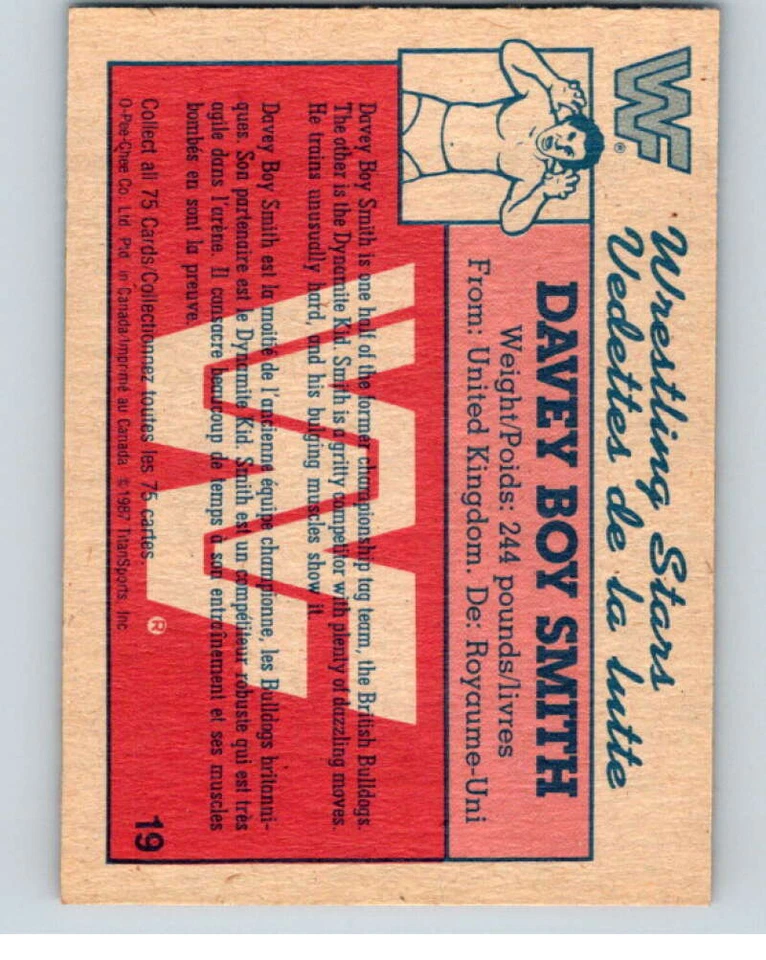 WF
®
Wrestling Stars
Vedettes de la lutte
DAVEY BOY SMITH
Weight/Poids: 244 pounds/livres
From: United Kingdom. De: Royaume-Uni
Davey Boy Smith is one half of the former championship tag term, the British Bulldogs.
The other is the Dynamite Kid. Smith is a gritty competitor with plenty of dazzling moves.
He trains unusually hard, and his bulging muscles show it.
Davey Boy Smith est la moitié de l'ancienne équipe championne, les Bulldogs britanni-
ques. Son partenaire est le Dynamite Kid. Smith est un compétiteur robuste qui est très
agile dans l'arène. Il consacre beaucoup de temps à son entraînement et ses muscles
bombés en sont la preuve.
Collect all 75 Cards/Collectionnez toutes les 75 cartes.
O-Pee-Chee Co. Ltd. Ptd. in Canada/Imprimé au Canada ©1987 TitanSports, Inc.
®
19